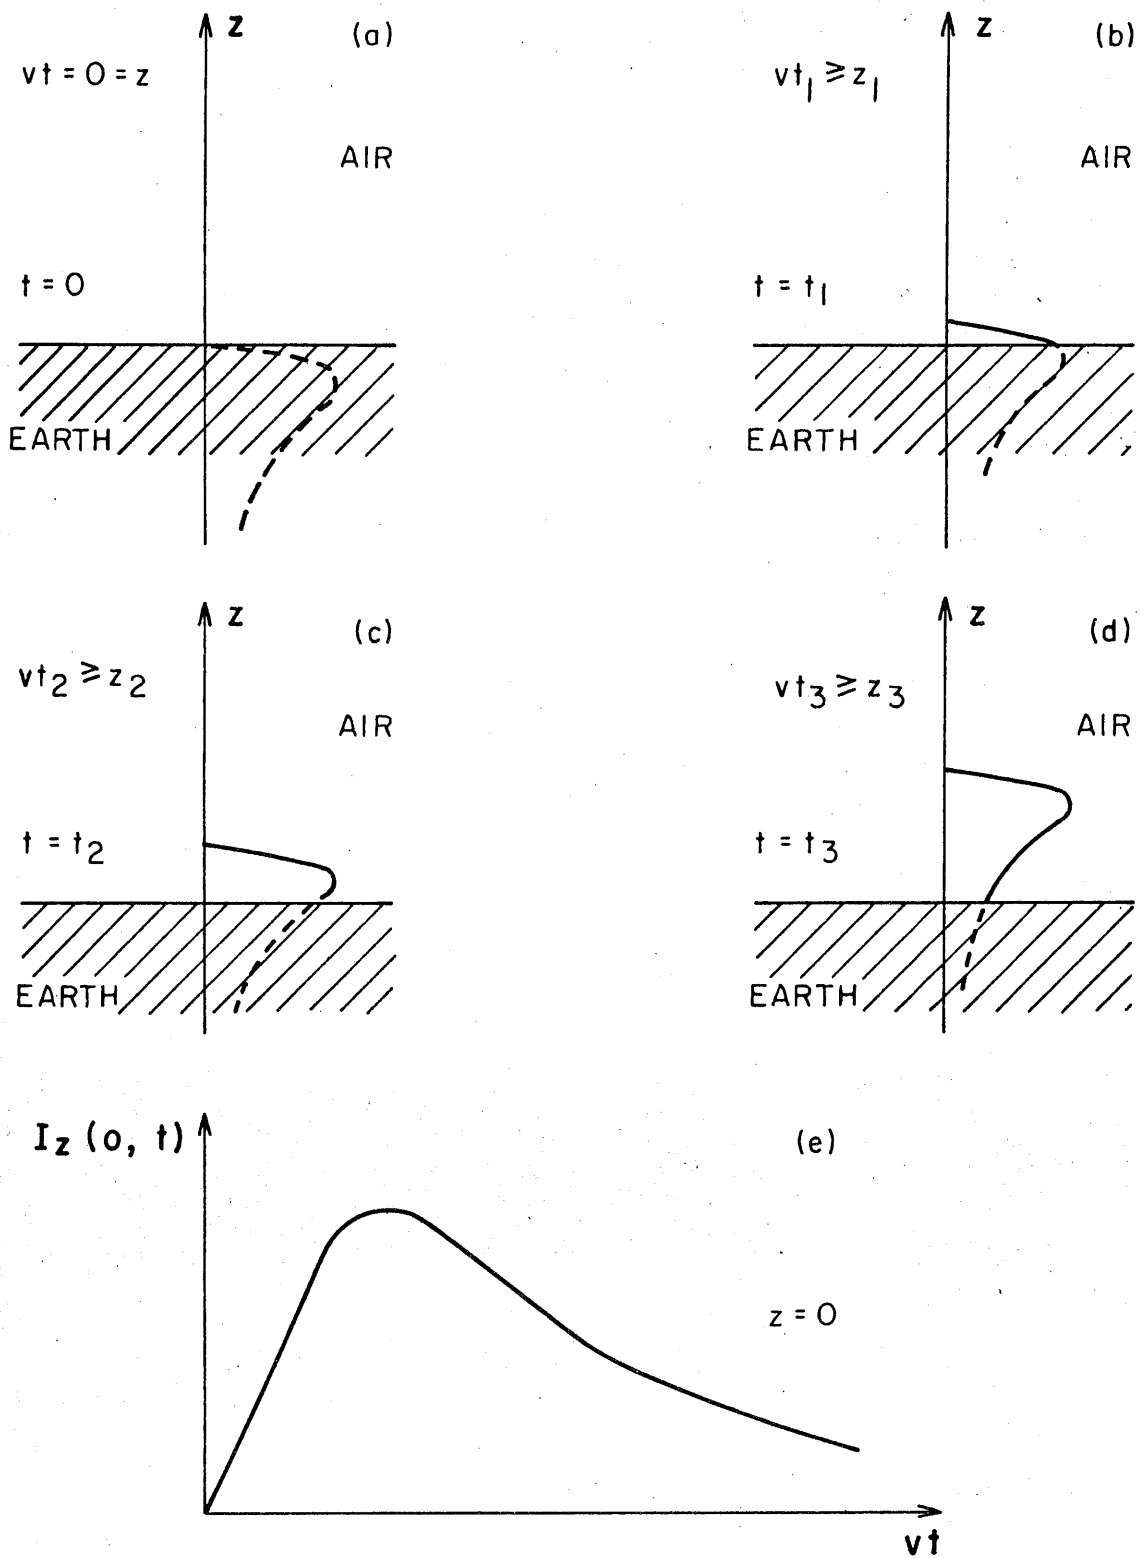 z
(a)
vt = 0 = z
AIR
t = 0
EARTH
z
(b)
vt₁ ⩾ z₁
AIR
t = t₁
EARTH
z
(c)
vt₂ ⩾ z₂
AIR
t = t₂
EARTH
z
(d)
vt₃ ⩾ z₃
AIR
t = t₃
EARTH
I_z (o, t)
(e)
z = 0
vt